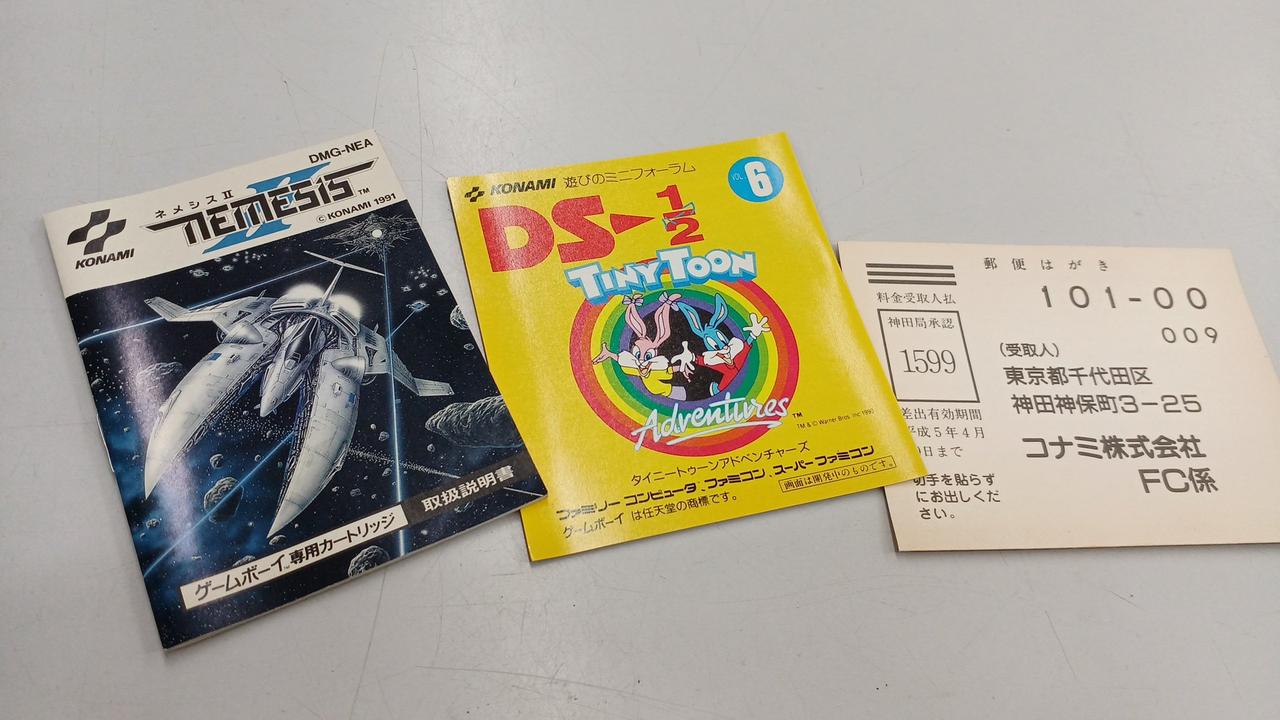 DMG-NEA
ネメシスⅡ
NEMESIS II ™
© KONAMI 1991
KONAMI
ゲームボーイ™専用カートリッジ
取扱説明書
KONAMI 遊びのミニフォーラム
VOL. 6
DS▶1/2
TINY TOON
Adventures™
TM & © Warner Bros. Inc 1990
タイニートゥーンアドベンチャーズ
ファミリーコンピュータ、ファミコン、スーパーファミコン
ゲームボーイ は任天堂の商標です。
画面は開発中のものです。
郵便はがき
101-00
009
料金受取人払
神田局承認
1599
差出有効期間
平成5年4月
日まで
切手を貼らず
にお出しくだ
さい。
(受取人)
東京都千代田区
神田神保町3-25
コナミ株式会社
FC係